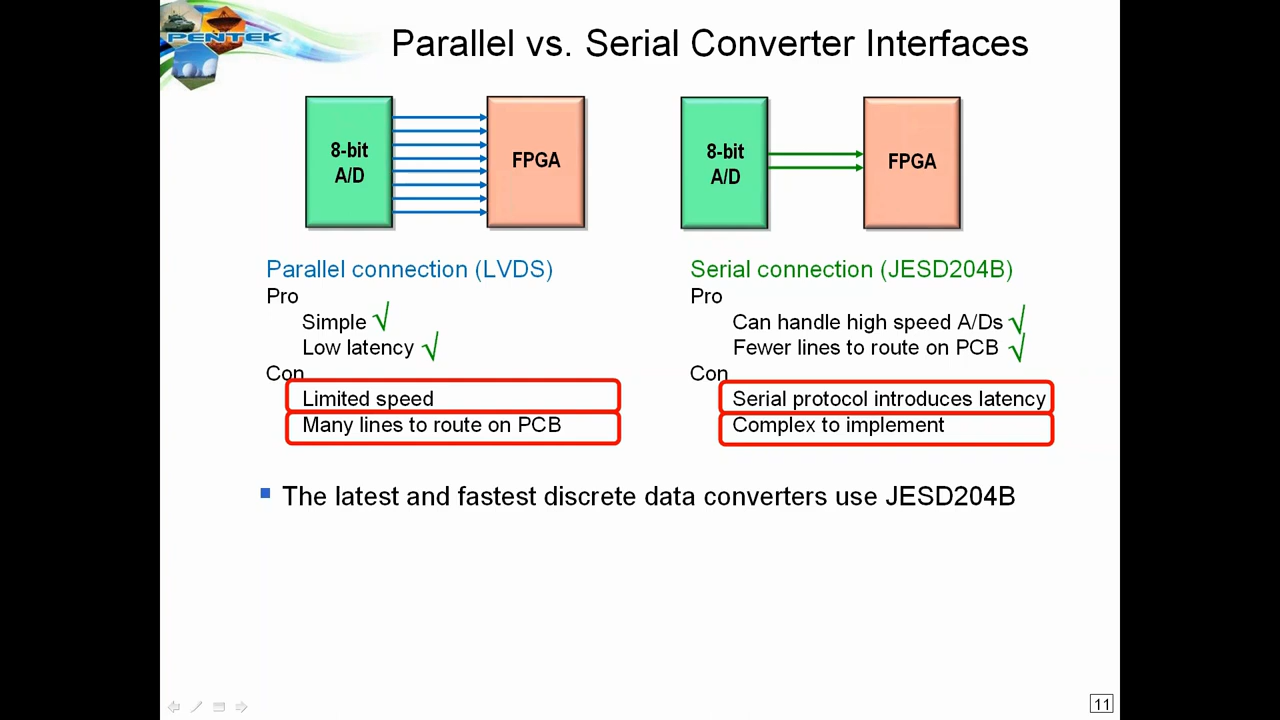 PENTEK
Parallel vs. Serial Converter Interfaces
8-bit
A/D
FPGA
8-bit
A/D
FPGA
Parallel connection (LVDS)
Pro
Simple √
Low latency √
Con
Limited speed
Many lines to route on PCB
Serial connection (JESD204B)
Pro
Can handle high speed A/Ds √
Fewer lines to route on PCB √
Con
Serial protocol introduces latency
Complex to implement
▪ The latest and fastest discrete data converters use JESD204B
11